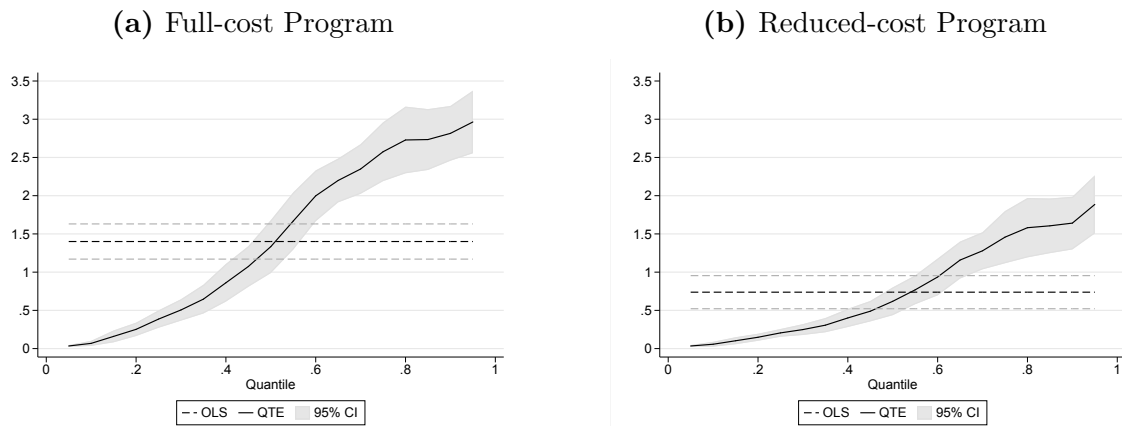 (a) Full-cost Program
3.5
3
2.5
2
1.5
1
.5
0
0 .2 .4 .6 .8 1
Quantile
OLS QTE 95% CI
(b) Reduced-cost Program
3.5
3
2.5
2
1.5
1
.5
0
0 .2 .4 .6 .8 1
Quantile
OLS QTE 95% CI